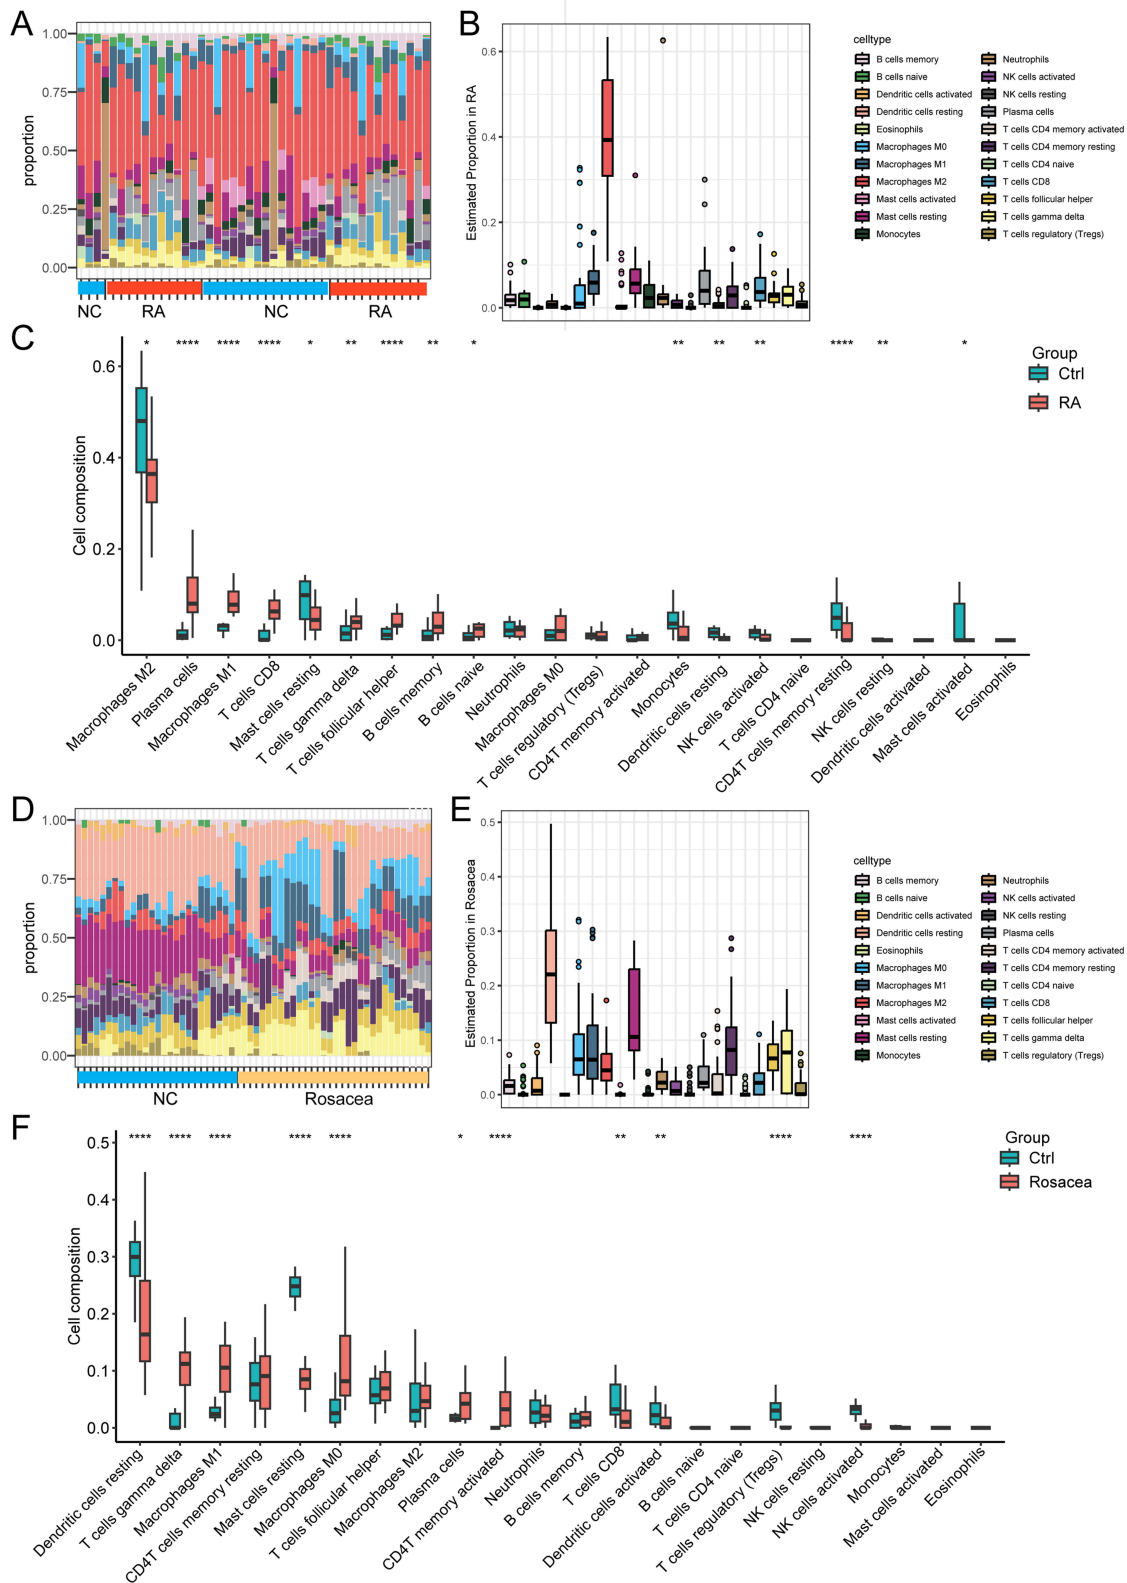 A
1.00
0.75
0.50
0.25
0.00
proportion
NC
RA
NC
RA
B
0.6
0.4
0.2
0.0
Estimated Proportion in RA
celltype
B cells memory
B cells naive
Dendritic cells activated
Dendritic cells resting
Eosinophils
Macrophages M0
Macrophages M1
Macrophages M2
Mast cells activated
Mast cells resting
Monocytes
Neutrophils
NK cells activated
NK cells resting
Plasma cells
T cells CD4 memory activated
T cells CD4 memory resting
T cells CD4 naive
T cells CD8
T cells follicular helper
T cells gamma delta
T cells regulatory (Tregs)
C
* **** **** **** * ** **** ** * ** ** ** **** ** *
0.6
0.4
0.2
0.0
Cell composition
Group
Ctrl
RA
Macrophages M2
Plasma cells
Macrophages M1
T cells CD8
Mast cells resting
T cells gamma delta
T cells follicular helper
B cells memory
B cells naive
Neutrophils
Macrophages M0
T cells regulatory (Tregs)
CD4T memory activated
Monocytes
Dendritic cells resting
NK cells activated
T cells CD4 naive
CD4T cells memory resting
NK cells resting
Dendritic cells activated
Mast cells activated
Eosinophils
D
1.00
0.75
0.50
0.25
0.00
proportion
NC
Rosacea
E
0.5
0.4
0.3
0.2
0.1
0.0
Estimated Proportion in Rosacea
celltype
B cells memory
B cells naive
Dendritic cells activated
Dendritic cells resting
Eosinophils
Macrophages M0
Macrophages M1
Macrophages M2
Mast cells activated
Mast cells resting
Monocytes
Neutrophils
NK cells activated
NK cells resting
Plasma cells
T cells CD4 memory activated
T cells CD4 memory resting
T cells CD4 naive
T cells CD8
T cells follicular helper
T cells gamma delta
T cells regulatory (Tregs)
F
**** **** **** **** **** * **** ** ** **** ****
0.5
0.4
0.3
0.2
0.1
0.0
Cell composition
Group
Ctrl
Rosacea
Dendritic cells resting
T cells gamma delta
Macrophages M1
CD4T cells memory resting
Mast cells resting
Macrophages M0
T cells follicular helper
Macrophages M2
Plasma cells
CD4T memory activated
Neutrophils
B cells memory
T cells CD8
Dendritic cells activated
B cells naive
T cells CD4 naive
T cells regulatory (Tregs)
NK cells resting
NK cells activated
Monocytes
Mast cells activated
Eosinophils